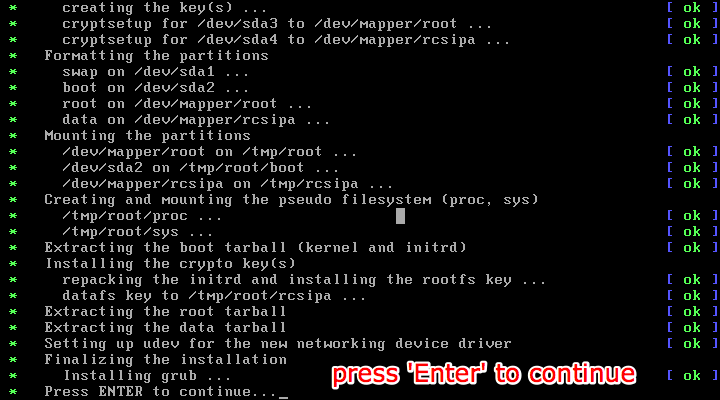 * creating the key(s) ... [ ok ]
* cryptsetup for /dev/sda3 to /dev/mapper/root ... [ ok ]
* cryptsetup for /dev/sda4 to /dev/mapper/rcsipa ... [ ok ]
* Formatting the partitions
* swap on /dev/sda1 ... [ ok ]
* boot on /dev/sda2 ... [ ok ]
* root on /dev/mapper/root ... [ ok ]
* data on /dev/mapper/rcsipa ... [ ok ]
* Mounting the partitions
* /dev/mapper/root on /tmp/root ... [ ok ]
* /dev/sda2 on /tmp/root/boot ... [ ok ]
* /dev/mapper/rcsipa on /tmp/rcsipa ... [ ok ]
* Creating and mounting the pseudo filesystem (proc, sys)
* /tmp/root/proc ... [ ok ]
* /tmp/root/sys ... [ ok ]
* Extracting the boot tarball (kernel and initrd) [ ok ]
* Installing the crypto key(s)
* repacking the initrd and installing the rootfs key ... [ ok ]
* datafs key to /tmp/root/rcsipa ... [ ok ]
* Extracting the root tarball [ ok ]
* Extracting the data tarball [ ok ]
* Setting up udev for the new networking device driver [ ok ]
* Finalizing the installation
* Installing grub ... [ ok ]
press 'Enter' to continue
* Press ENTER to continue..._ [ ok ]